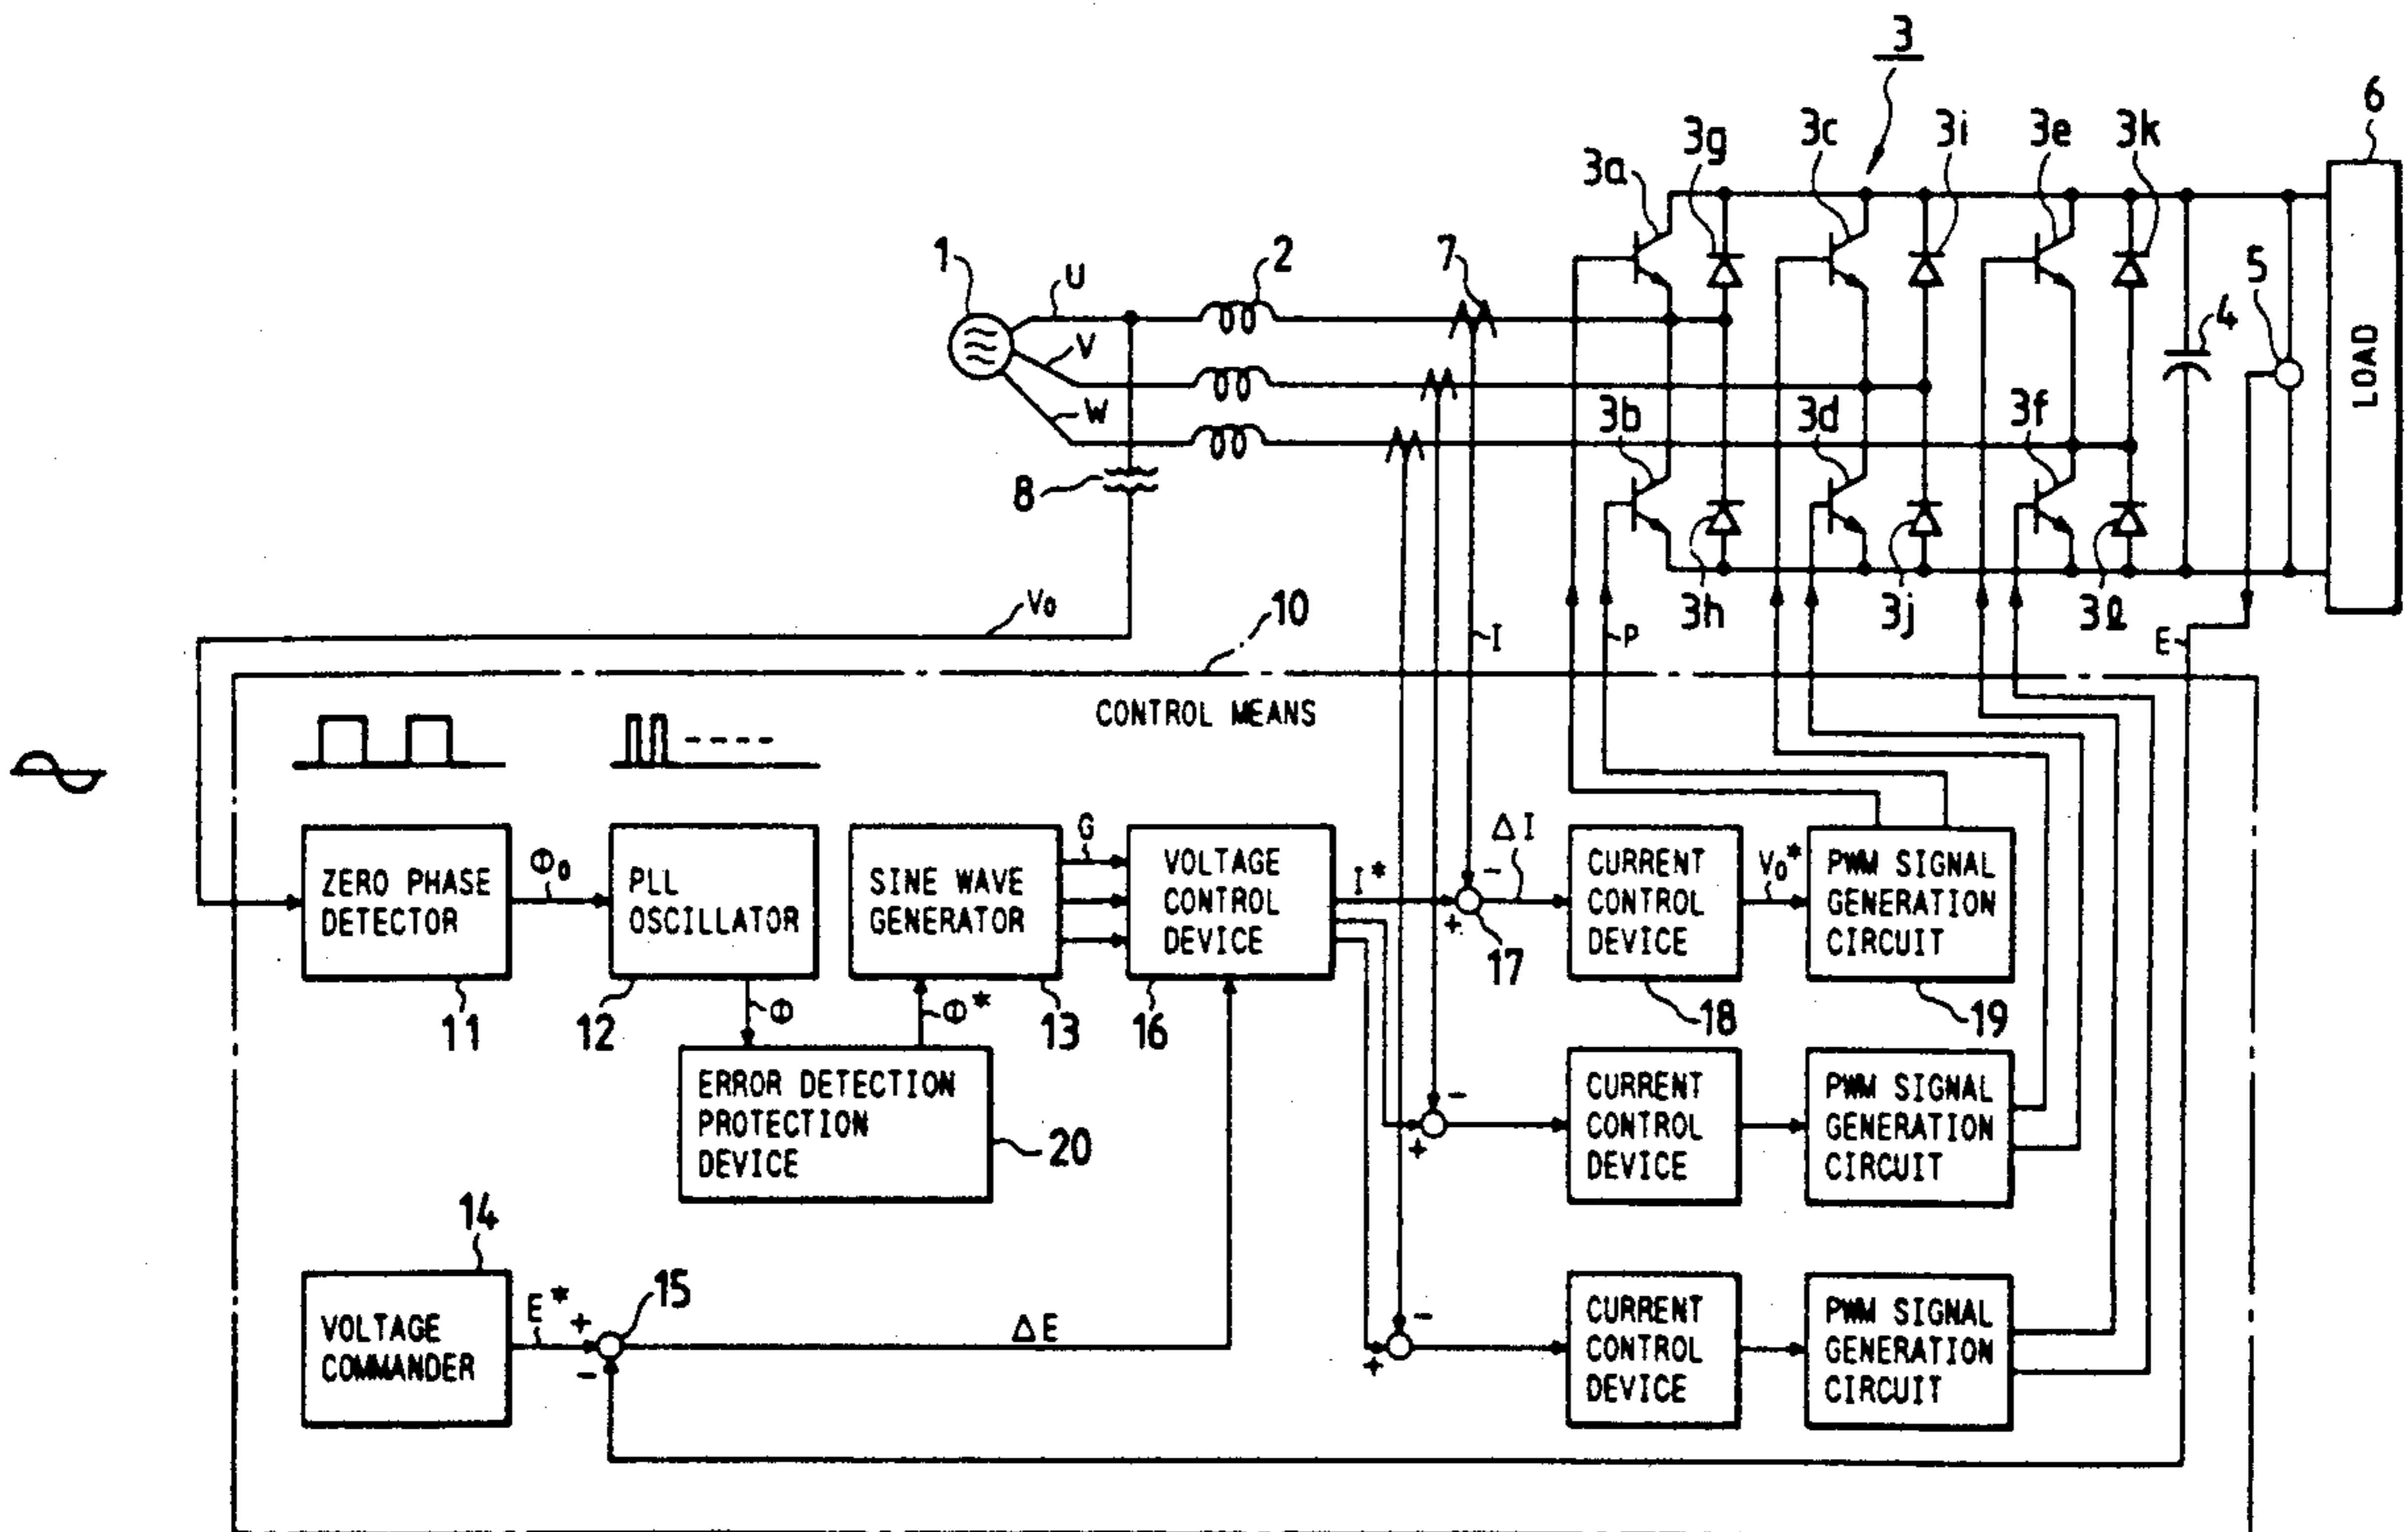 3
6
3c
3i
3e
3k
3g
3a
1
U
2
7
5
4
LOAD
V
W
3b
3d
3f
8
V0
10
I
P
3h
3j
3l
E
CONTROL MEANS
ZERO PHASE
DETECTOR
Φ0
PLL
OSCILLATOR
SINE WAVE
GENERATOR
G
VOLTAGE
CONTROL
DEVICE
I*
-
+
ΔI
17
CURRENT
CONTROL
DEVICE
V0*
PWM SIGNAL
GENERATION
CIRCUIT
11
12
Φ
Φ*
13
16
18
19
ERROR DETECTION
PROTECTION
DEVICE
20
-
+
CURRENT
CONTROL
DEVICE
PWM SIGNAL
GENERATION
CIRCUIT
14
VOLTAGE
COMMANDER
E*
+
-
15
ΔE
-
+
CURRENT
CONTROL
DEVICE
PWM SIGNAL
GENERATION
CIRCUIT